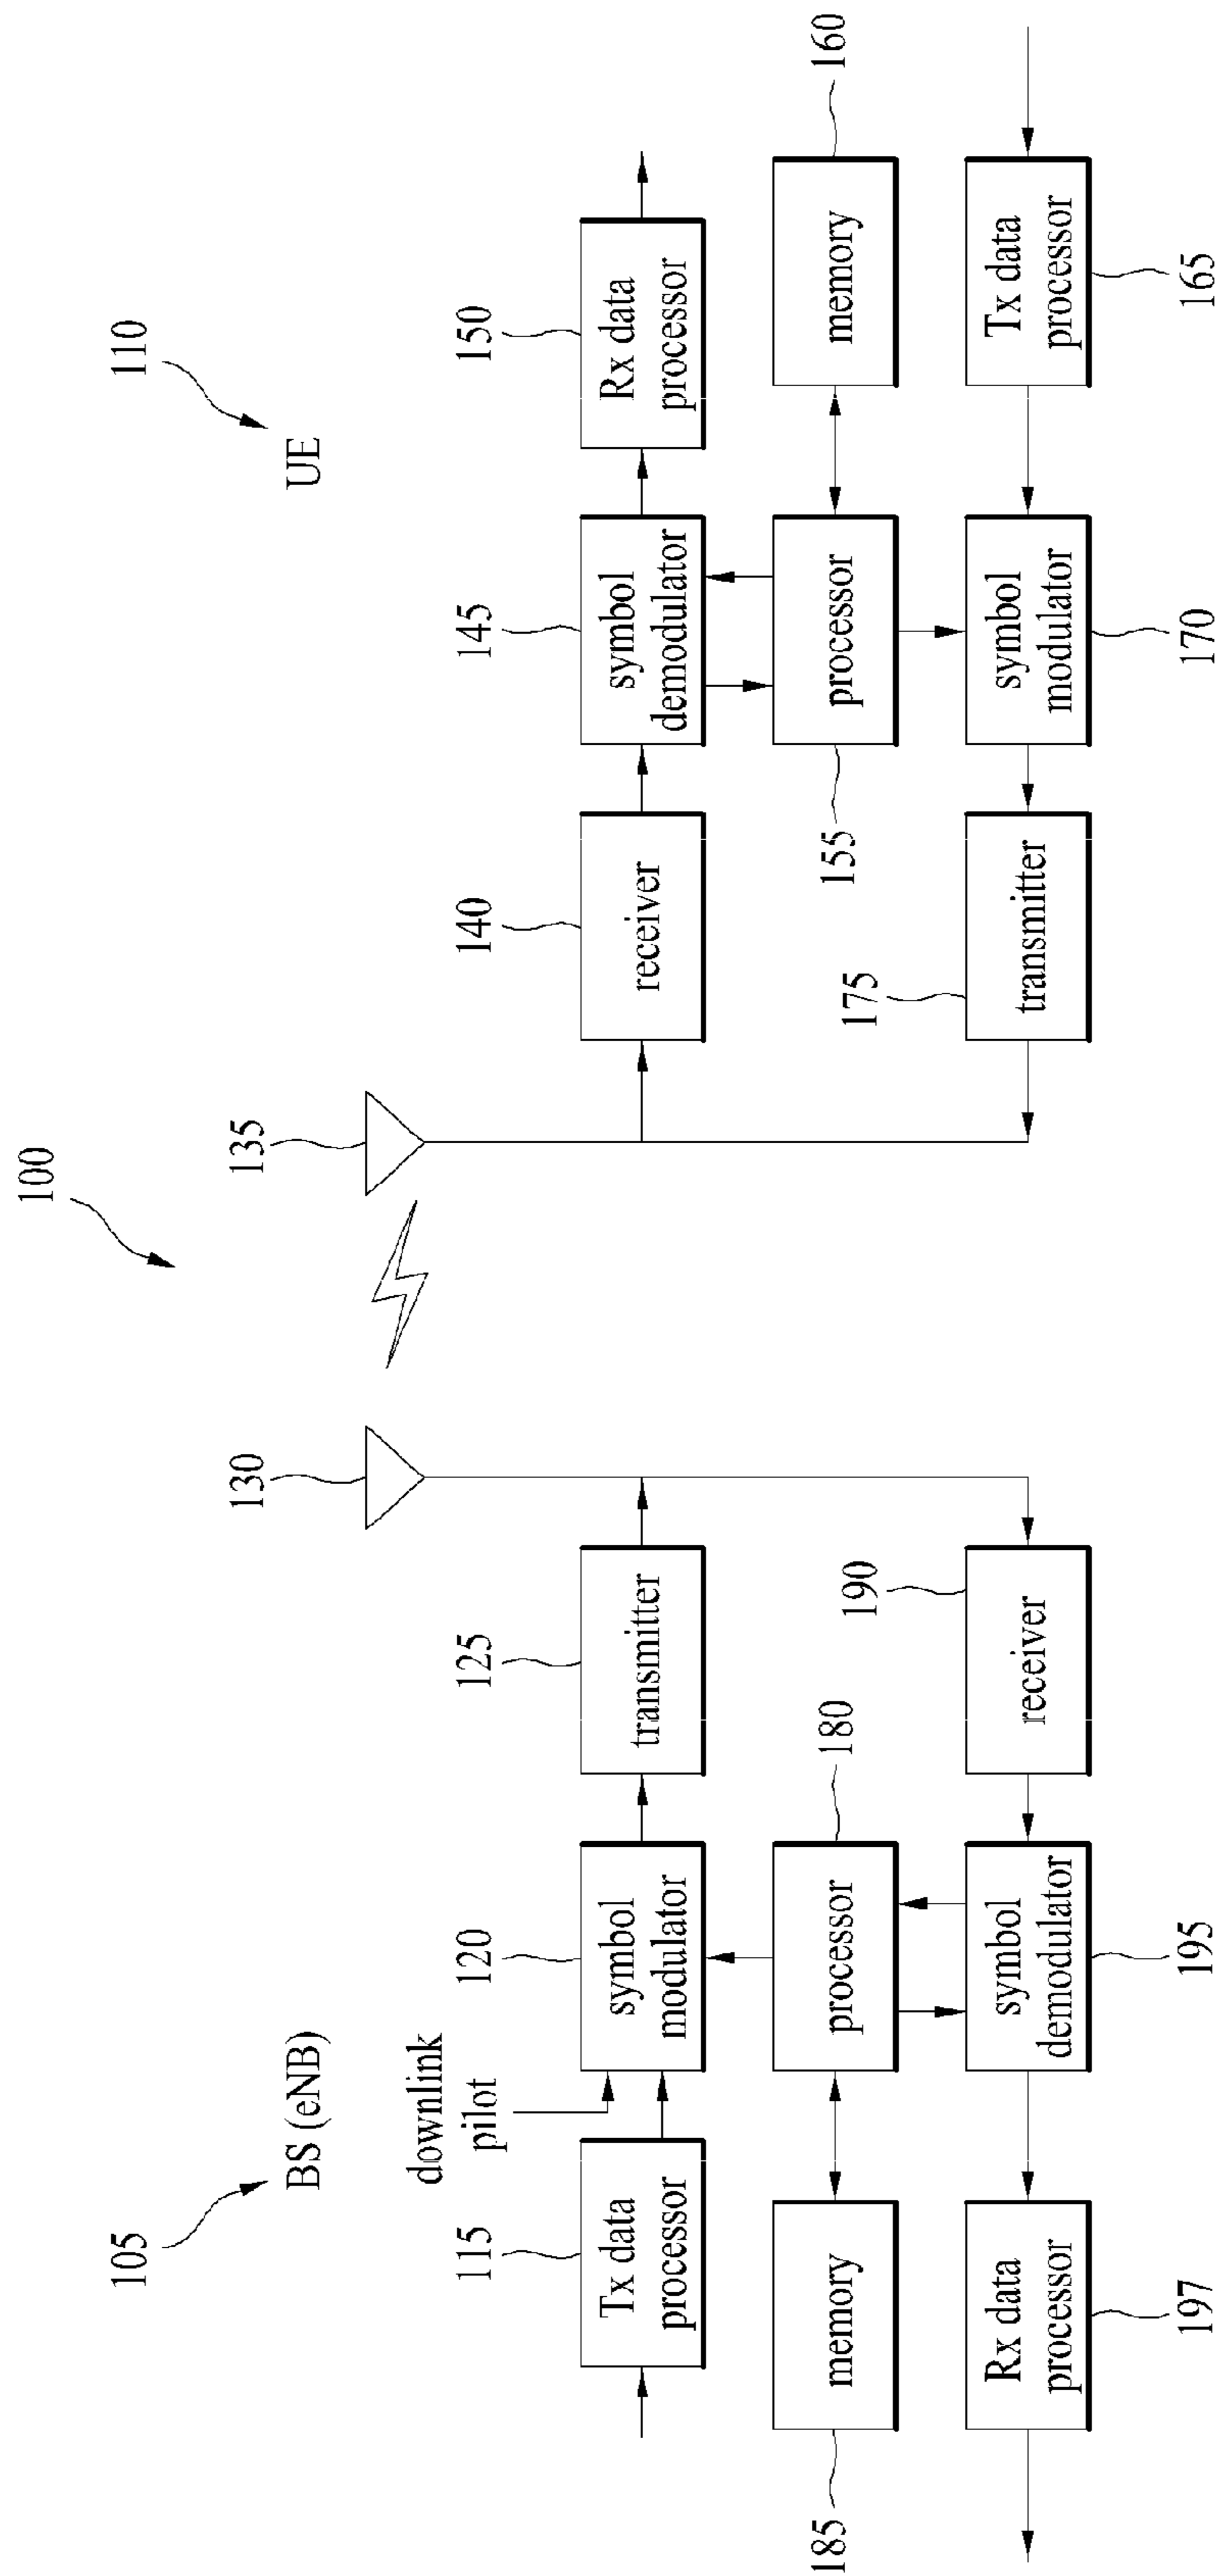 100
105
BS (eNB)
110
UE
130
135
downlink
pilot
115
Tx data
processor
120
symbol
modulator
125
transmitter
140
receiver
145
symbol
demodulator
150
Rx data
processor
185
memory
180
processor
155
processor
160
memory
197
Rx data
processor
195
symbol
demodulator
190
receiver
175
transmitter
170
symbol
modulator
165
Tx data
processor